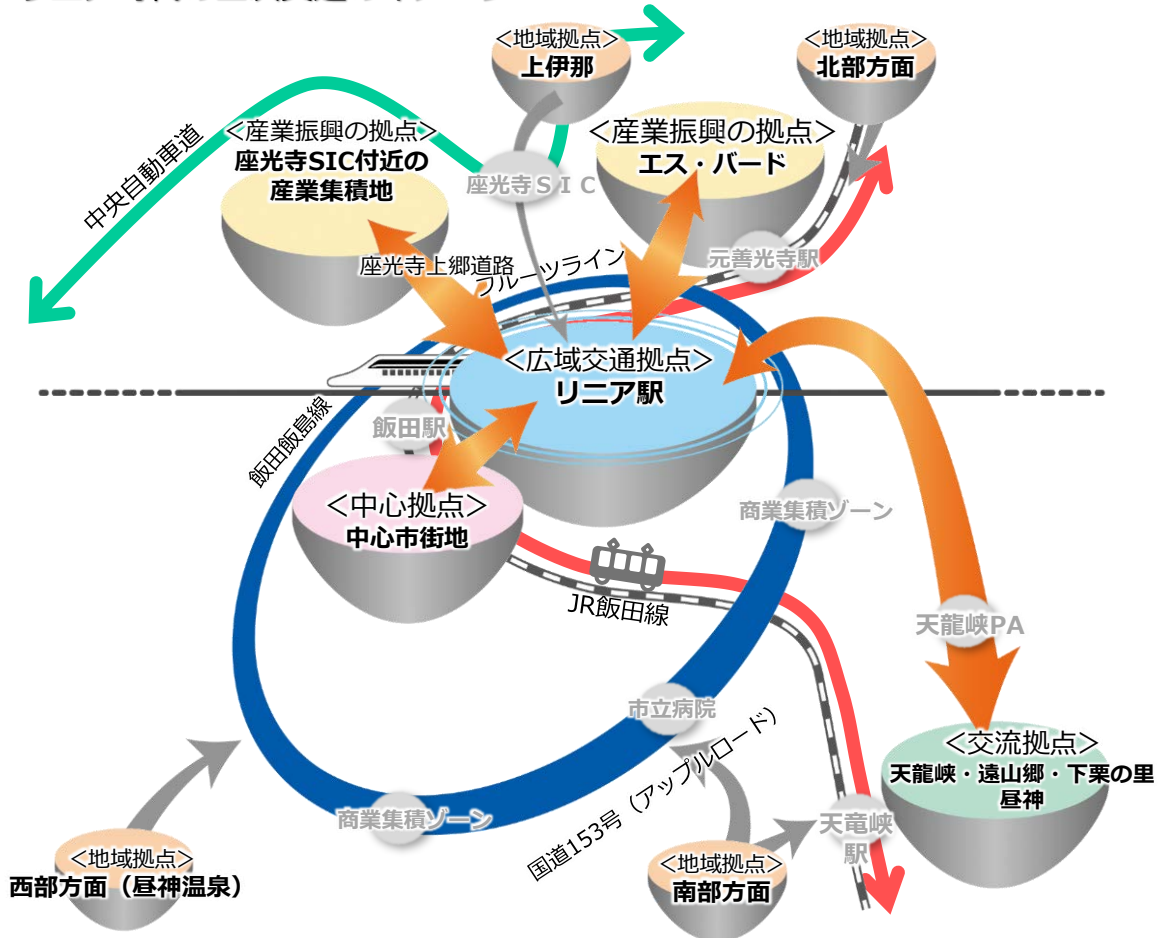 <地域拠点>
上伊那
<地域拠点>
北部方面
<産業振興の拠点>
座光寺SIC付近の
産業集積地
<産業振興の拠点>
エス・バード
中央自動車道
座光寺ＳＩＣ
元善光寺駅
座光寺上郷道路
フルーツライン
<広域交通拠点>
リニア駅
飯田飯島線
飯田駅
<中心拠点>
中心市街地
商業集積ゾーン
JR飯田線
天龍峡PA
市立病院
国道153号（アップルロード）
<交流拠点>
天龍峡・遠山郷・下栗の里
昼神
商業集積ゾーン
天竜峡
駅
<地域拠点>
西部方面（昼神温泉）
<地域拠点>
南部方面